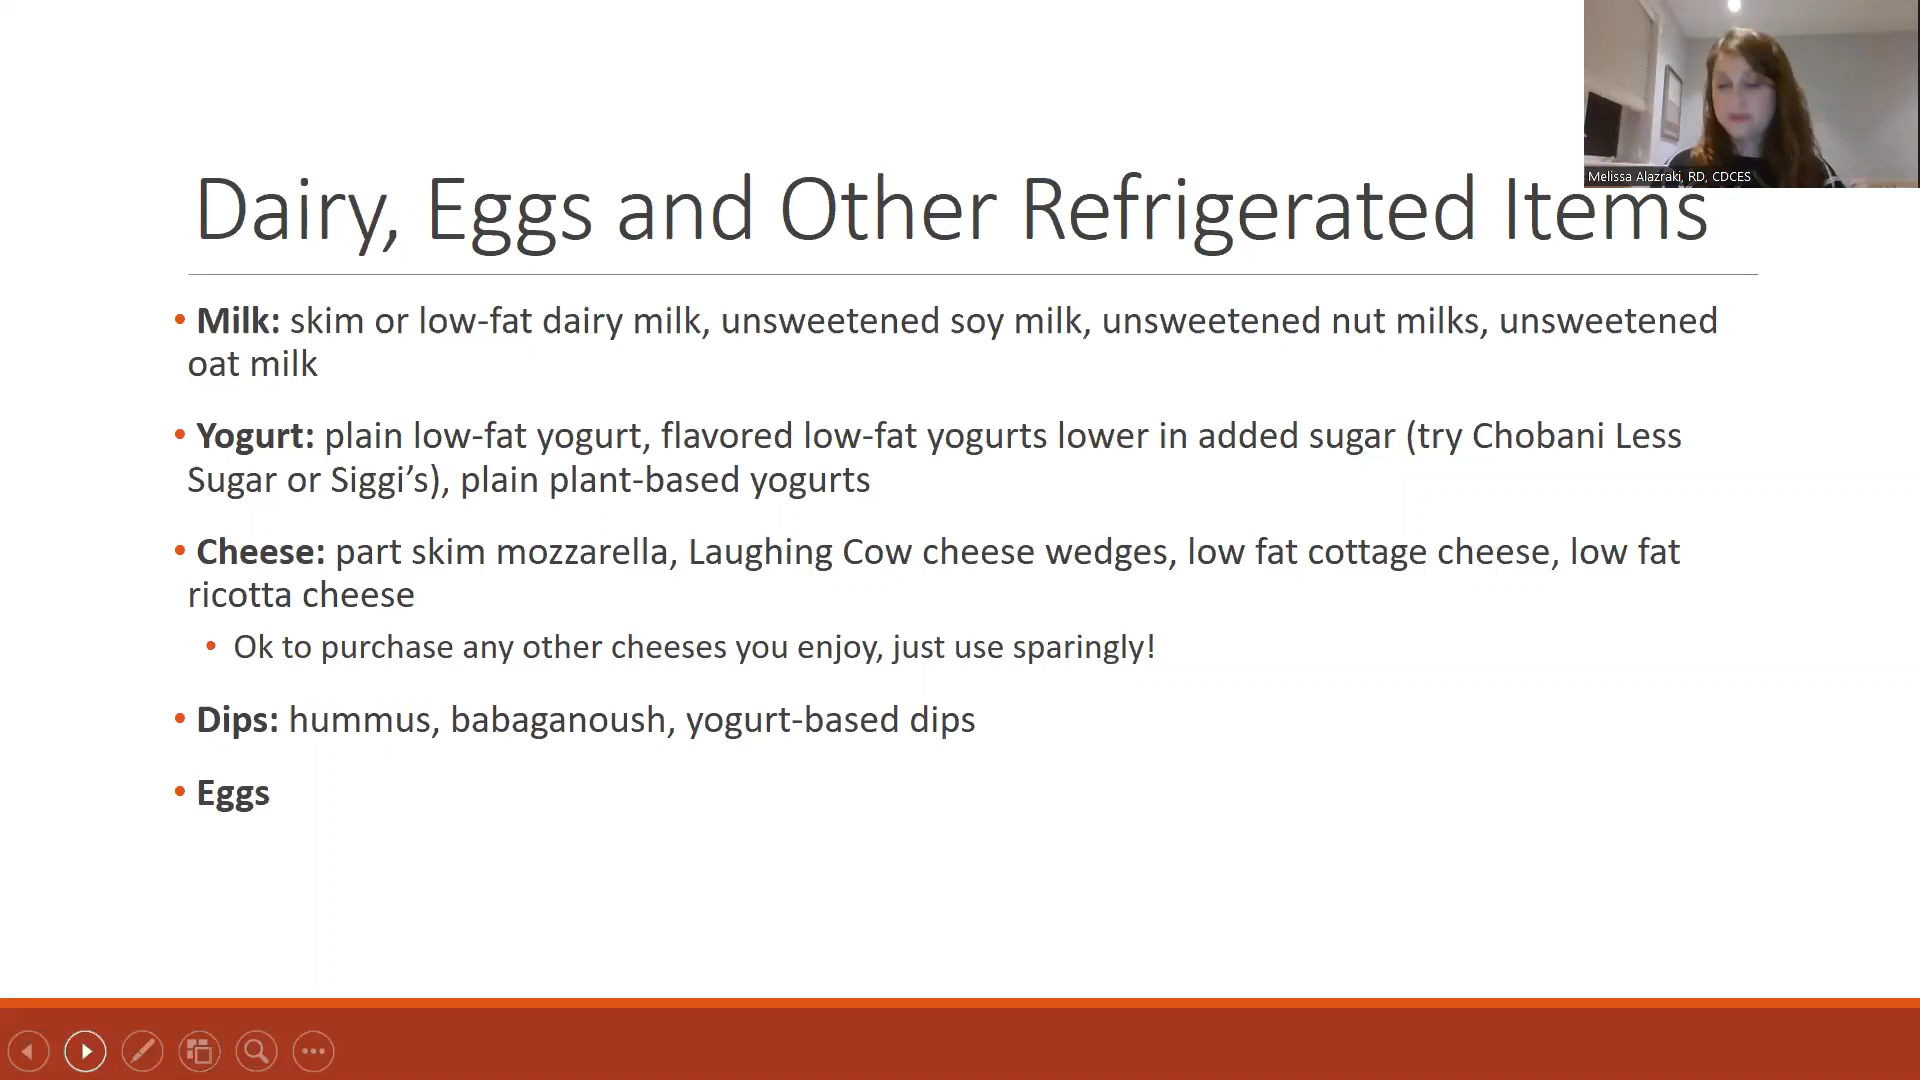 Melissa Alazraki, RD, CDCES
Dairy, Eggs and Other Refrigerated Items
• Milk: skim or low-fat dairy milk, unsweetened soy milk, unsweetened nut milks, unsweetened
oat milk
• Yogurt: plain low-fat yogurt, flavored low-fat yogurts lower in added sugar (try Chobani Less
Sugar or Siggi’s), plain plant-based yogurts
• Cheese: part skim mozzarella, Laughing Cow cheese wedges, low fat cottage cheese, low fat
ricotta cheese
• Ok to purchase any other cheeses you enjoy, just use sparingly!
• Dips: hummus, babaganoush, yogurt-based dips
• Eggs